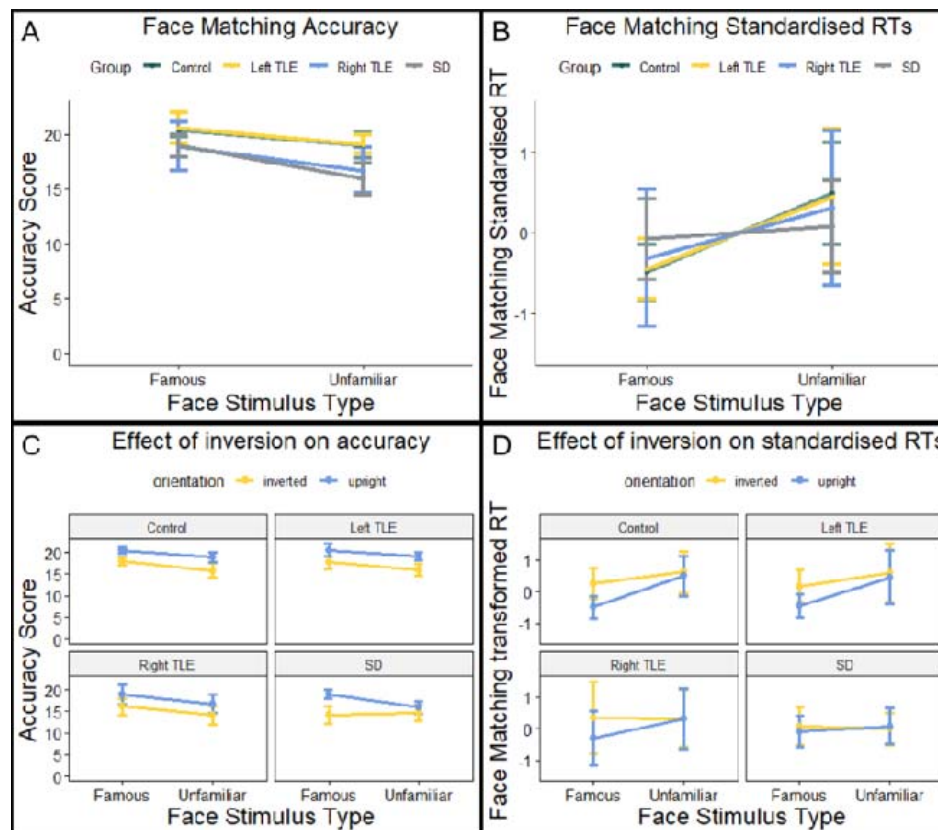 A Face Matching Accuracy
Group Control Left TLE Right TLE SD
Accuracy Score
20
15
10
5
0
Famous Unfamiliar
Face Stimulus Type
B Face Matching Standardised RTs
Group Control Left TLE Right TLE SD
Face Matching Standardised RT
1
0
-1
Famous Unfamiliar
Face Stimulus Type
C Effect of inversion on accuracy
orientation inverted upright
Accuracy Score
Control Left TLE
20
15
10
5
0
Right TLE SD
20
15
10
5
0
Famous Unfamiliar Famous Unfamiliar
Face Stimulus Type
D Effect of inversion on standardised RTs
orientation inverted upright
Face Matching transformed RT
Control Left TLE
1
0
-1
Right TLE SD
1
0
-1
Famous Unfamiliar Famous Unfamiliar
Face Stimulus Type